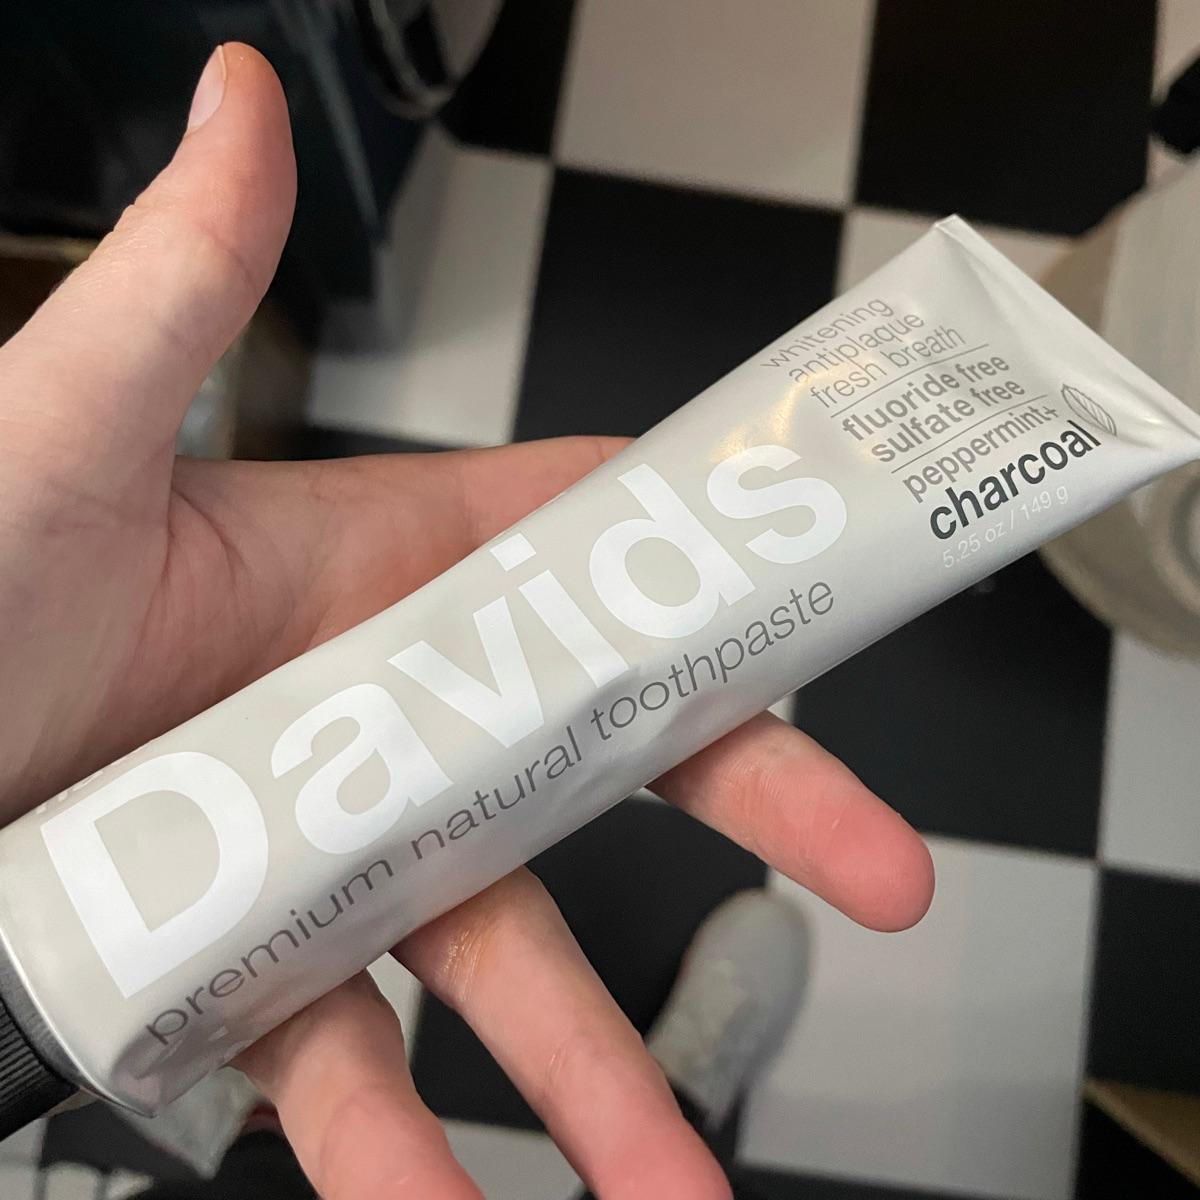 Davids
premium natural toothpaste
whitening
antiplaque
fresh breath
fluoride free
sulfate free
peppermint+
charcoal
5.25 oz / 149 g